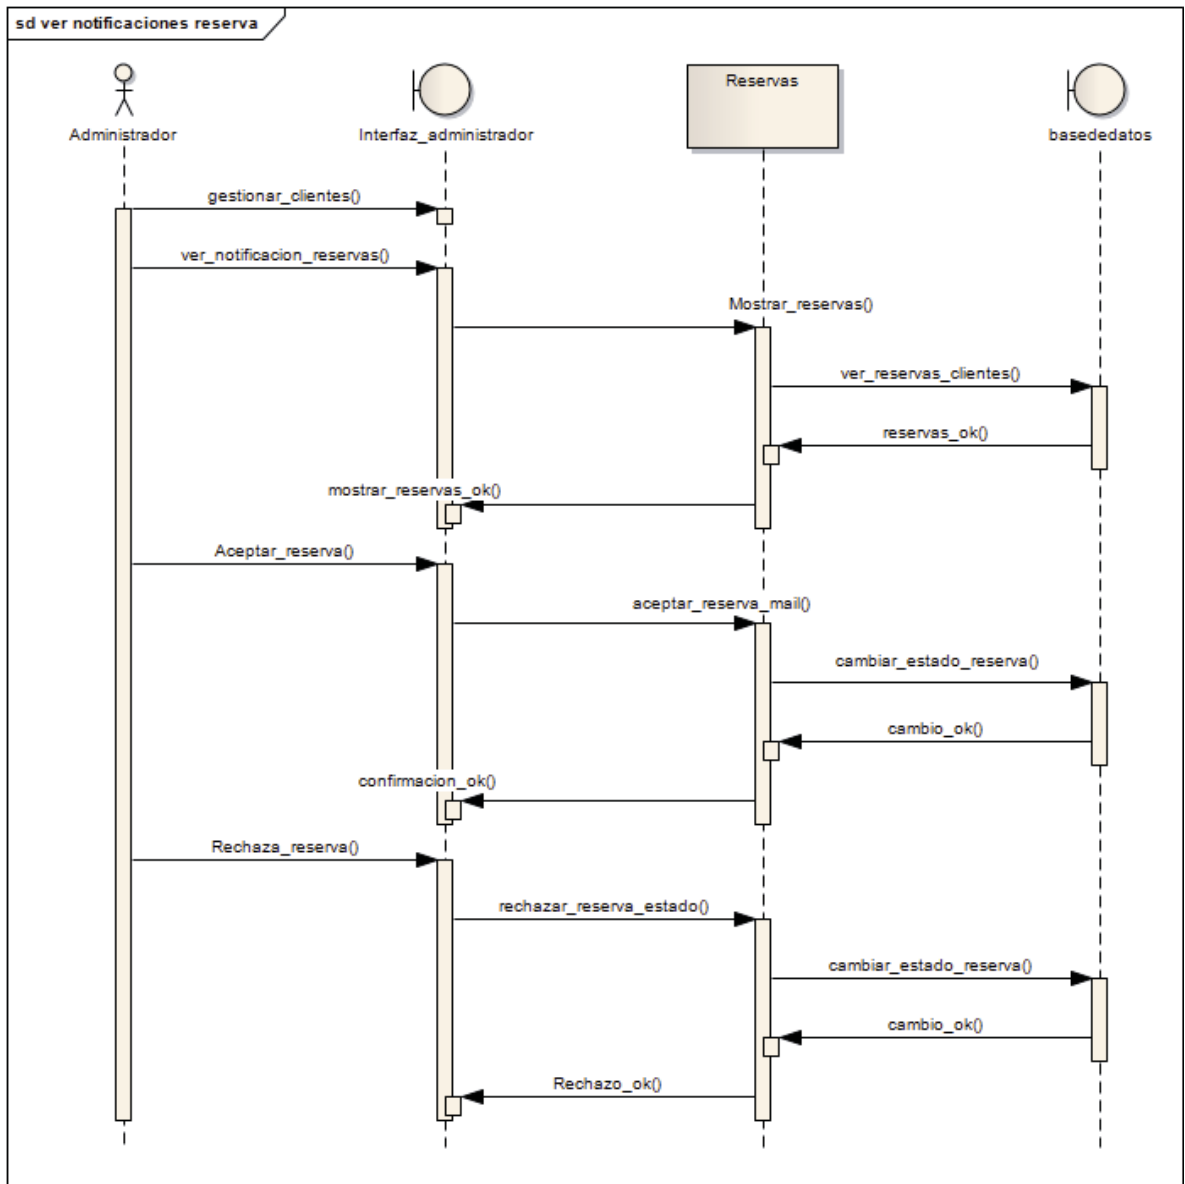 sd ver notificaciones reserva
Administrador
Interfaz_administrador
Reservas
basededatos
gestionar_clientes()
ver_notificacion_reservas()
Mostrar_reservas()
ver_reservas_clientes()
reservas_ok()
mostrar_reservas_ok()
Aceptar_reserva()
aceptar_reserva_mail()
cambiar_estado_reserva()
cambio_ok()
confirmacion_ok()
Rechaza_reserva()
rechazar_reserva_estado()
cambiar_estado_reserva()
cambio_ok()
Rechazo_ok()